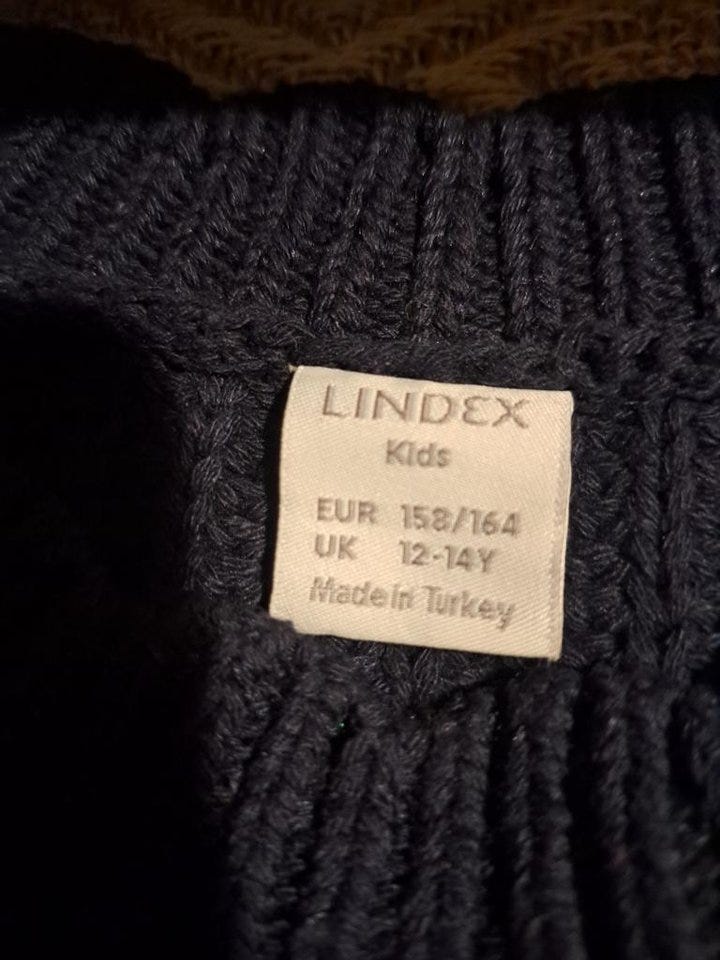 LINDEX
Kids
EUR 158/164
UK 12-14Y
Made in Turkey